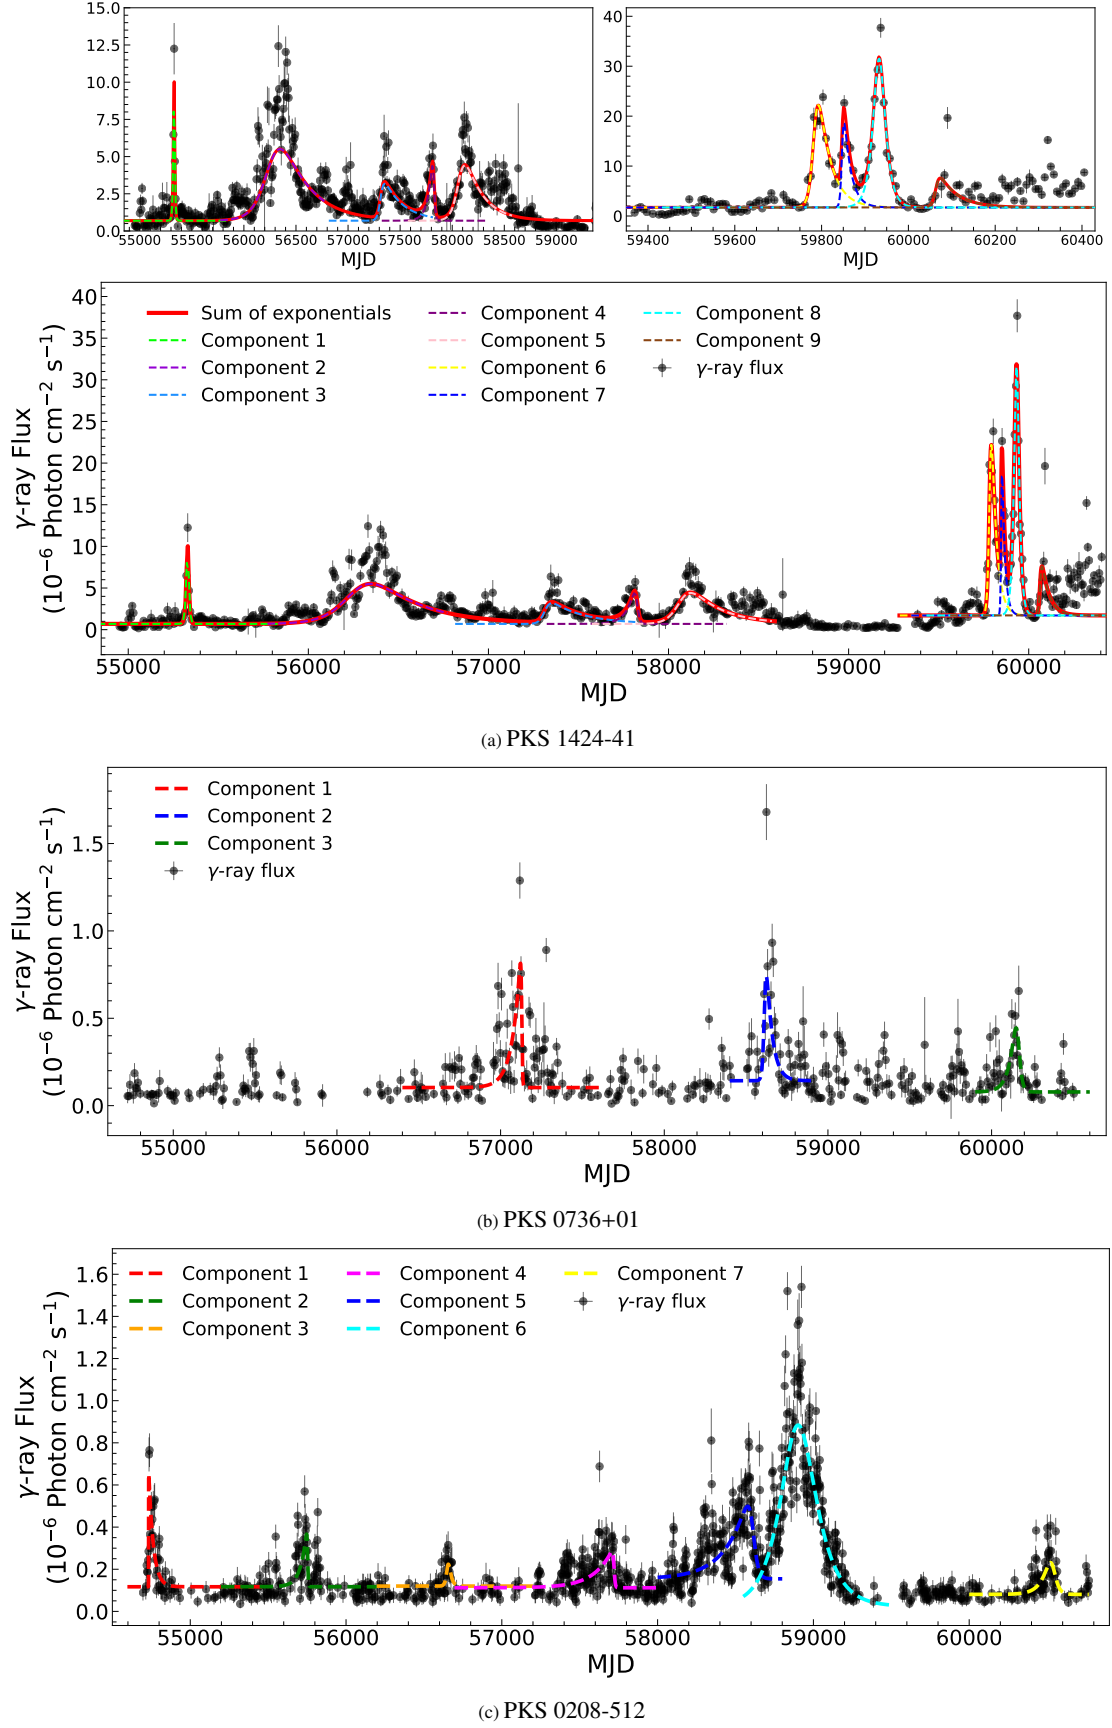 15.0
12.5
10.0
7.5
5.0
2.5
0.0
55000 55500 56000 56500 57000 57500 58000 58500 59000
MJD
40
30
20
10
0
59400 59600 59800 60000 60200 60400
MJD
40
35
30
25
20
15
10
5
0
γ-ray Flux
(10⁻⁶ Photon cm⁻² s⁻¹)
Sum of exponentials
Component 1
Component 2
Component 3
Component 4
Component 5
Component 6
Component 7
Component 8
Component 9
γ-ray flux
55000 56000 57000 58000 59000 60000
MJD
(a) PKS 1424-41
1.5
1.0
0.5
0.0
γ-ray Flux
(10⁻⁶ Photon cm⁻² s⁻¹)
Component 1
Component 2
Component 3
γ-ray flux
55000 56000 57000 58000 59000 60000
MJD
(b) PKS 0736+01
1.6
1.4
1.2
1.0
0.8
0.6
0.4
0.2
0.0
γ-ray Flux
(10⁻⁶ Photon cm⁻² s⁻¹)
Component 1
Component 2
Component 3
Component 4
Component 5
Component 6
Component 7
γ-ray flux
55000 56000 57000 58000 59000 60000
MJD
(c) PKS 0208-512